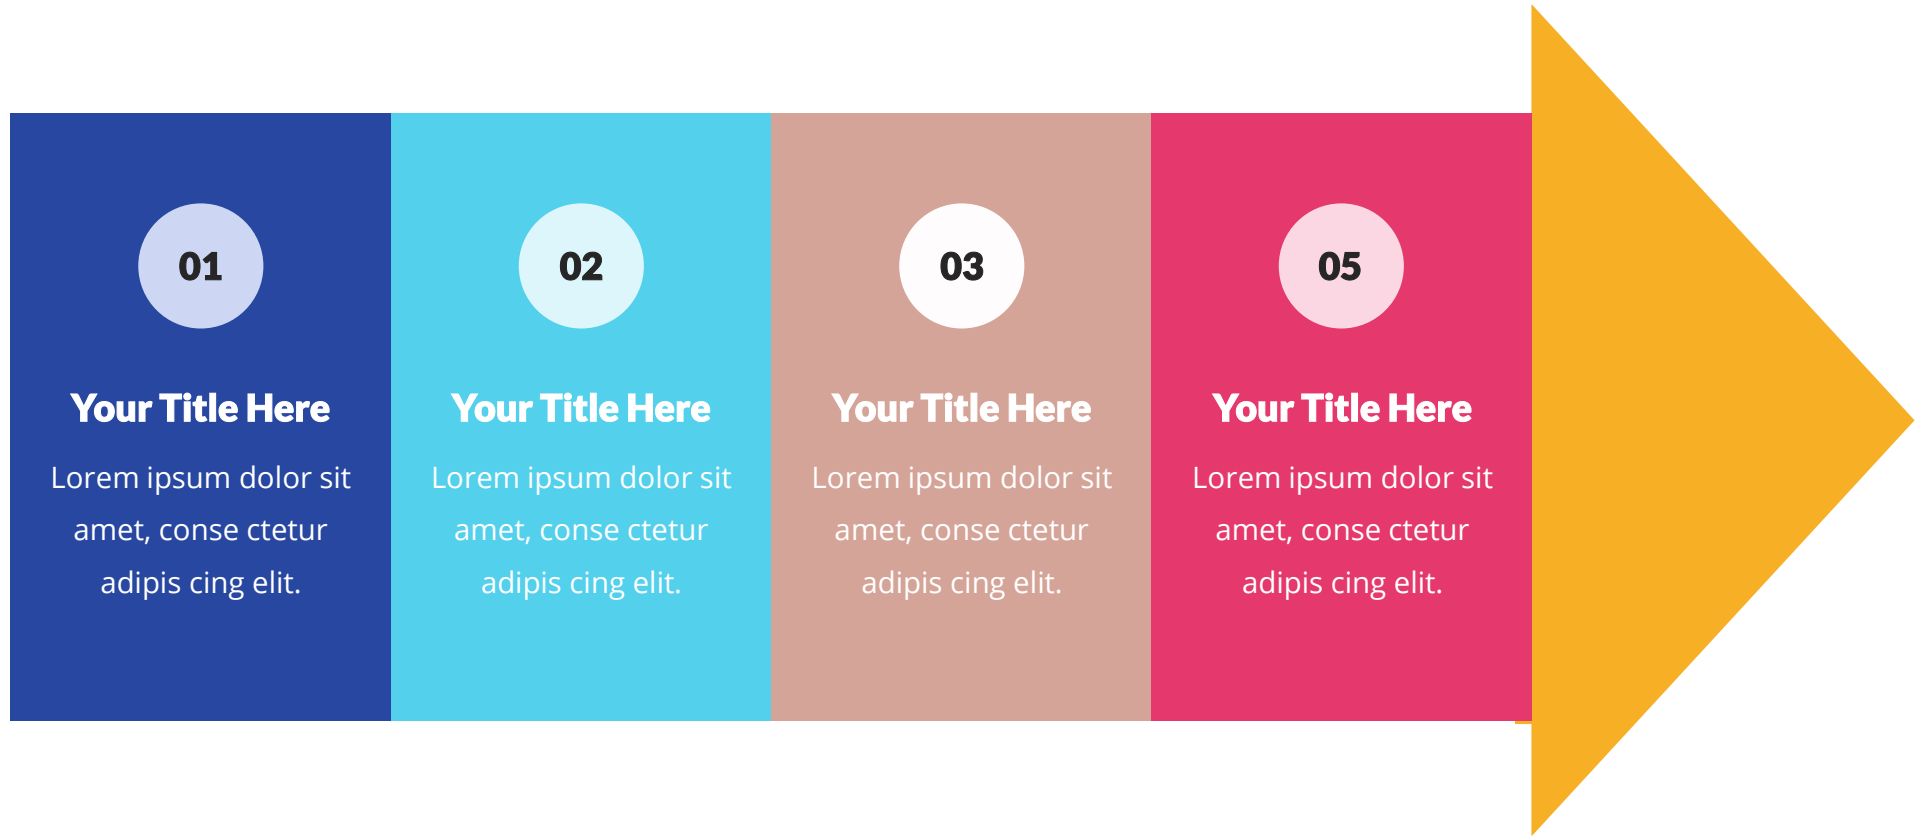 01
Your Title Here
Lorem ipsum dolor sit
amet, conse ctetur
adipis cing elit.
02
Your Title Here
Lorem ipsum dolor sit
amet, conse ctetur
adipis cing elit.
03
Your Title Here
Lorem ipsum dolor sit
amet, conse ctetur
adipis cing elit.
05
Your Title Here
Lorem ipsum dolor sit
amet, conse ctetur
adipis cing elit.